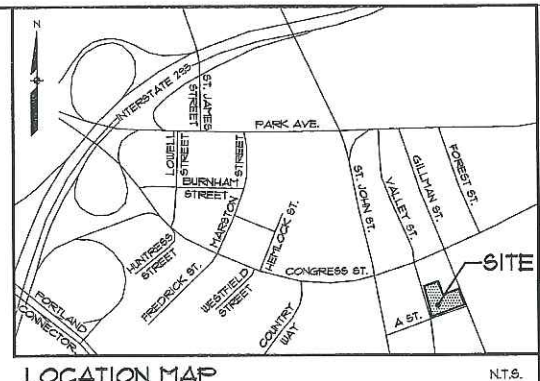 N
INTERSTATE 295
ST. JAMES
STREET
PARK AVE.
LOWELL
STREET
BURNHAM
STREET
MARSTON
STREET
HEMLOCK ST.
ST. JOHN ST.
VALLEY ST.
GILLMAN ST.
FOREST ST.
HUNTRESS
STREET
FREDRICK ST.
WESTFIELD
STREET
CONGRESS ST.
COUNTRY
WAY
SITE
A ST.
PORTLAND
CONNECTOR
LOCATION MAP
N.T.S.